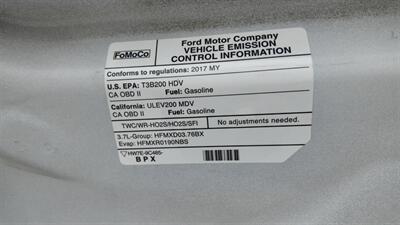 FoMoCo
Ford Motor Company
VEHICLE EMISSION
CONTROL INFORMATION
Conforms to regulations: 2017 MY
U.S. EPA: T3B200 HDV
CA OBD II Fuel: Gasoline
California: ULEV200 MDV
CA OBD II Fuel: Gasoline
TWC/WR-HO2S/HO2S/SFI
No adjustments needed.
3.7L-Group: HFMXD03.76BX
Evap: HFMXR0190NBS
HW7E-9C485-
BPX